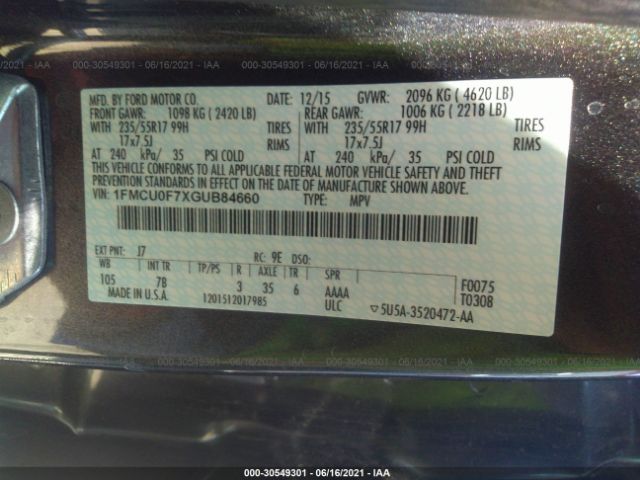 000-30549301 - 06/16/2021 - IAA 000-30549301 - 06/16/2021 - IAA 000-30549301 - 06/16/2021 - IAA
MFD. BY FORD MOTOR CO. 12/15 GVWR: 2096 KG ( 4620 LB)
FRONT GAWR: 1098 KG ( 2420 LB) REAR GAWR: 1006 KG ( 2218 LB)
WITH 235/55R17 99H TIRES WITH 235/55R17 99H TIRES
17x7.5J RIMS 17x7.5J RIMS
AT 240 kPa/ 35 PSI COLD AT 240 kPa/ 35 PSI COLD
THIS VEHICLE CONFORMS TO ALL APPLICABLE FEDERAL MOTOR VEHICLE SAFETY AND THEFT
PREVENTION STANDARDS IN EFFECT ON THE DATE OF MANUFACTURE SHOWN ABOVE.
VIN: 1FMCU0F7XGUB84660 TYPE: MPV
EXT PNT: J7 RC: 9E DSO:
WB INT TR TP/PS R AXLE TR SPR F0075
105 7B 3 35 6 AAAA T0308
MADE IN U.S.A. 1201512017985 ULC ▽5U5A-3520472-AA
000-30549301 - 06/16/2021 - IAA